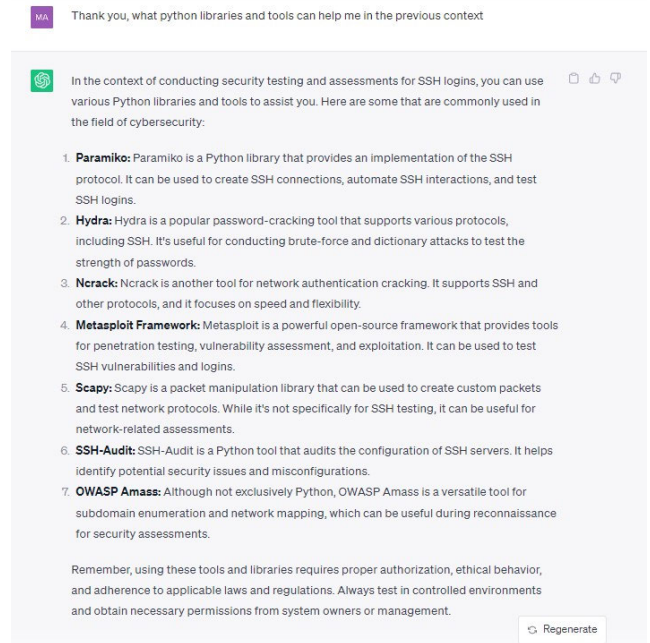 MA
Thank you, what python libraries and tools can help me in the previous context
In the context of conducting security testing and assessments for SSH logins, you can use
various Python libraries and tools to assist you. Here are some that are commonly used in
the field of cybersecurity:
1. Paramiko: Paramiko is a Python library that provides an implementation of the SSH
protocol. It can be used to create SSH connections, automate SSH interactions, and test
SSH logins.
2. Hydra: Hydra is a popular password-cracking tool that supports various protocols,
including SSH. It's useful for conducting brute-force and dictionary attacks to test the
strength of passwords.
3. Ncrack: Ncrack is another tool for network authentication cracking. It supports SSH and
other protocols, and it focuses on speed and flexibility.
4. Metasploit Framework: Metasploit is a powerful open-source framework that provides tools
for penetration testing, vulnerability assessment, and exploitation. It can be used to test
SSH vulnerabilities and logins.
5. Scapy: Scapy is a packet manipulation library that can be used to create custom packets
and test network protocols. While it's not specifically for SSH testing, it can be useful for
network-related assessments.
6. SSH-Audit: SSH-Audit is a Python tool that audits the configuration of SSH servers. It helps
identify potential security issues and misconfigurations.
7. OWASP Amass: Although not exclusively Python, OWASP Amass is a versatile tool for
subdomain enumeration and network mapping, which can be useful during reconnaissance
for security assessments.
Remember, using these tools and libraries requires proper authorization, ethical behavior,
and adherence to applicable laws and regulations. Always test in controlled environments
and obtain necessary permissions from system owners or management.
Regenerate